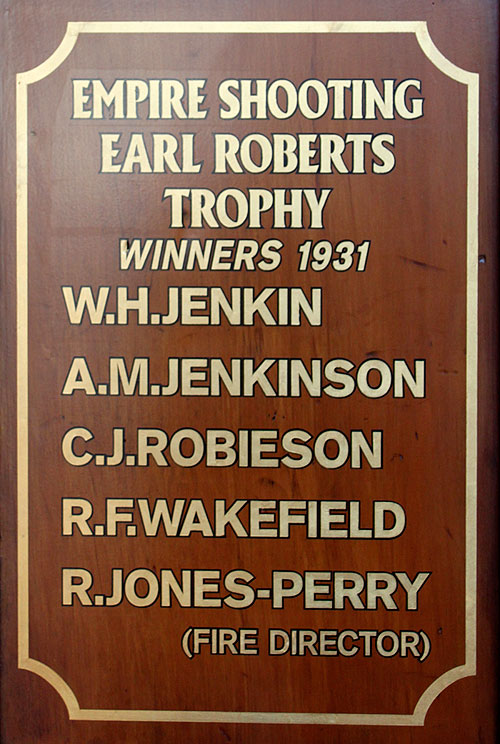 EMPIRE SHOOTING
EARL ROBERTS
TROPHY
WINNERS 1931
W.H.JENKIN
A.M.JENKINSON
C.J.ROBIESON
R.F.WAKEFIELD
R.JONES-PERRY
(FIRE DIRECTOR)